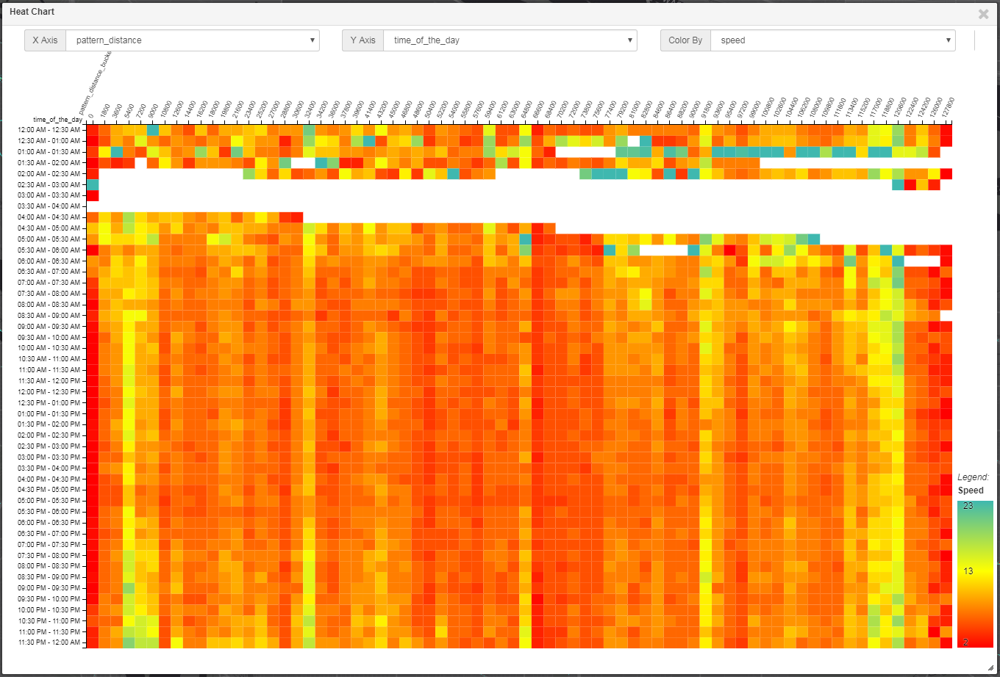 Heat Chart
X Axis pattern_distance
Y Axis time_of_the_day
Color By speed
pattern_distance_bucke
0 1800 3600 5400 7200 9000 10800 12600 14400 16200 18000 19800 21600 23400 25200 27000 28800 30600 32400 34200 36000 37800 39600 41400 43200 45000 46800 48600 50400 52200 54000 55800 57600 59400 61200 63000 64800 66600 68400 70200 72000 73800 75600 77400 79200 81000 82800 84600 86400 88200 90000 91800 93600 95400 97200 99000 100800 102600 104400 106200 108000 109800 111600 113400 115200 117000 118800 120600 122400 124200 126000 127800
time_of_the_day
12:00 AM - 12:30 AM
12:30 AM - 01:00 AM
01:00 AM - 01:30 AM
01:30 AM - 02:00 AM
02:00 AM - 02:30 AM
02:30 AM - 03:00 AM
03:00 AM - 03:30 AM
03:30 AM - 04:00 AM
04:00 AM - 04:30 AM
04:30 AM - 05:00 AM
05:00 AM - 05:30 AM
05:30 AM - 06:00 AM
06:00 AM - 06:30 AM
06:30 AM - 07:00 AM
07:00 AM - 07:30 AM
07:30 AM - 08:00 AM
08:00 AM - 08:30 AM
08:30 AM - 09:00 AM
09:00 AM - 09:30 AM
09:30 AM - 10:00 AM
10:00 AM - 10:30 AM
10:30 AM - 11:00 AM
11:00 AM - 11:30 AM
11:30 AM - 12:00 PM
12:00 PM - 12:30 PM
12:30 PM - 01:00 PM
01:00 PM - 01:30 PM
01:30 PM - 02:00 PM
02:00 PM - 02:30 PM
02:30 PM - 03:00 PM
03:00 PM - 03:30 PM
03:30 PM - 04:00 PM
04:00 PM - 04:30 PM
04:30 PM - 05:00 PM
05:00 PM - 05:30 PM
05:30 PM - 06:00 PM
06:00 PM - 06:30 PM
06:30 PM - 07:00 PM
07:00 PM - 07:30 PM
07:30 PM - 08:00 PM
08:00 PM - 08:30 PM
08:30 PM - 09:00 PM
09:00 PM - 09:30 PM
09:30 PM - 10:00 PM
10:00 PM - 10:30 PM
10:30 PM - 11:00 PM
11:00 PM - 11:30 PM
11:30 PM - 12:00 AM
Legend:
Speed
23
13
2